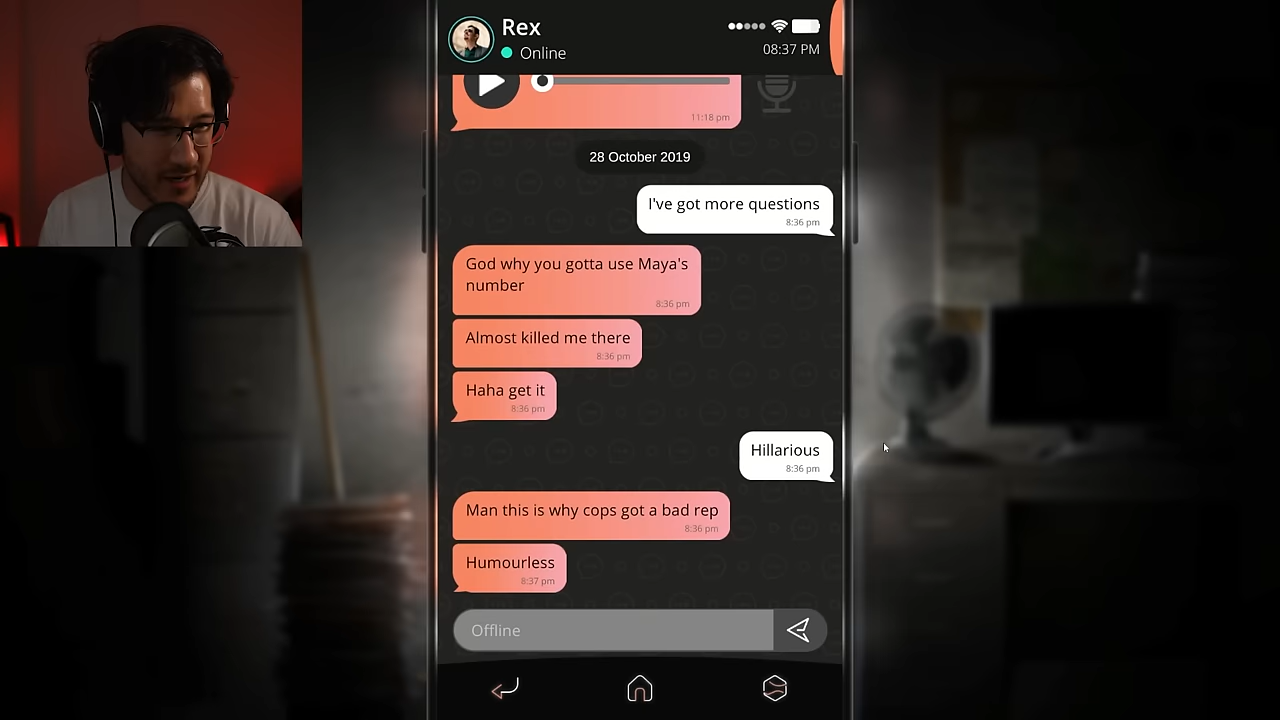 Rex
Online
08:37 PM
11:18 pm
28 October 2019
I've got more questions
8:36 pm
God why you gotta use Maya's
number
8:36 pm
Almost killed me there
8:36 pm
Haha get it
8:36 pm
Hillarious
8:36 pm
Man this is why cops got a bad rep
8:36 pm
Humourless
8:37 pm
Offline